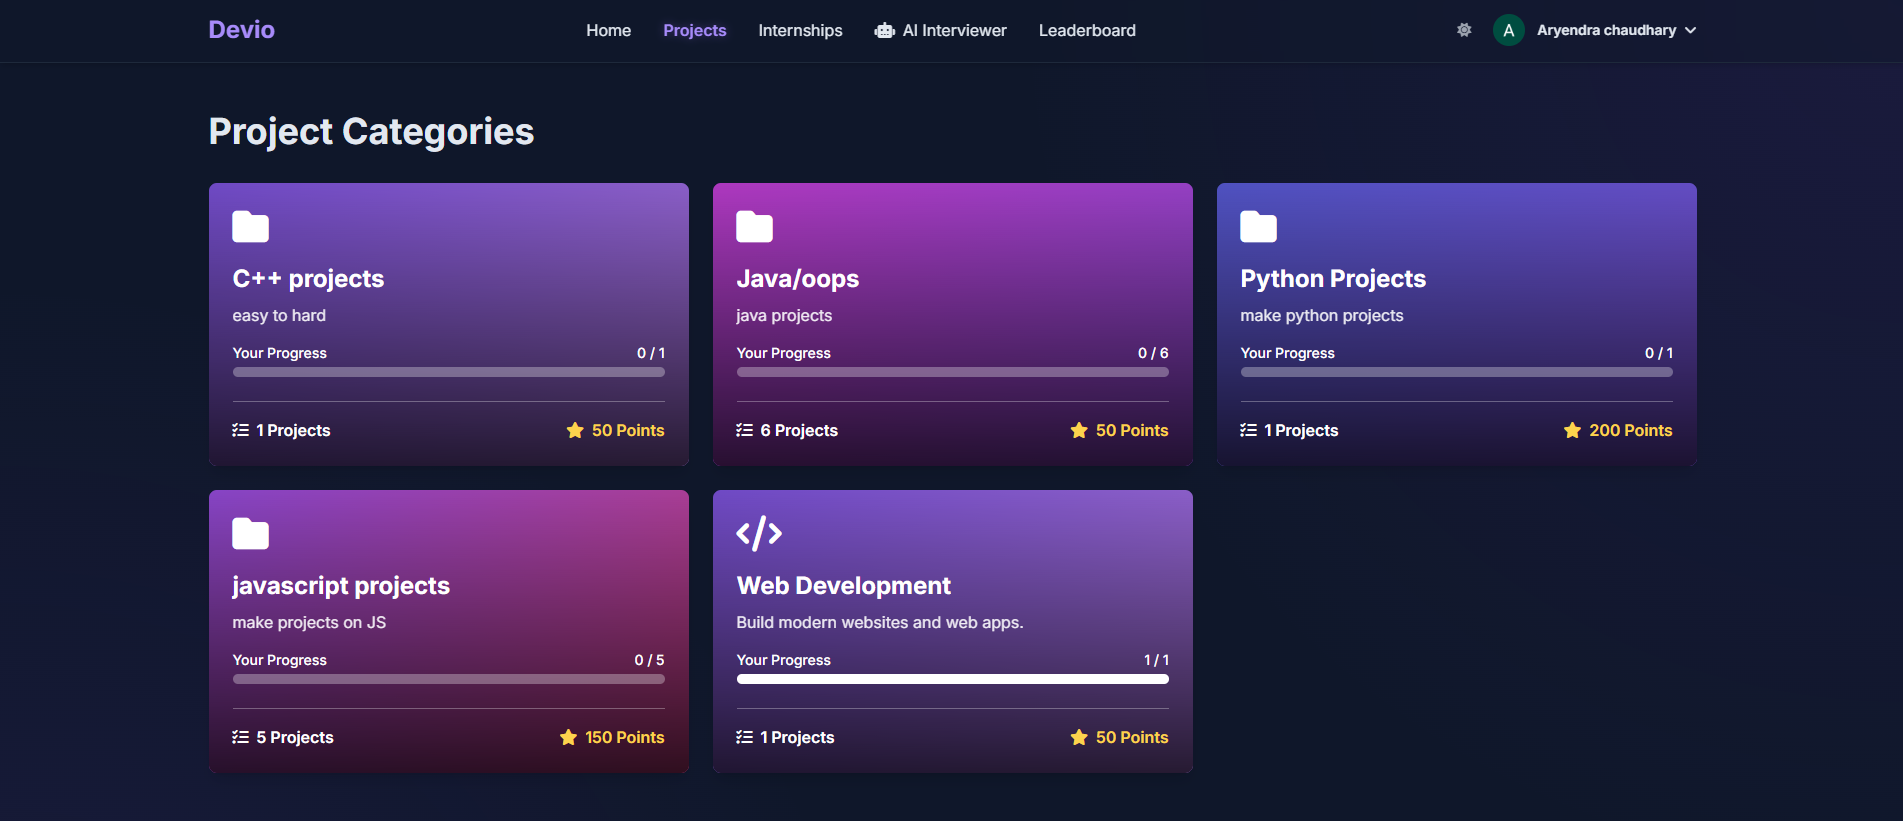 Devio
Home Projects Internships AI Interviewer Leaderboard
A Aryendra chaudhary
Project Categories
C++ projects
easy to hard
Your Progress 0 / 1
1 Projects 50 Points
Java/oops
java projects
Your Progress 0 / 6
6 Projects 50 Points
Python Projects
make python projects
Your Progress 0 / 1
1 Projects 200 Points
javascript projects
make projects on JS
Your Progress 0 / 5
5 Projects 150 Points
Web Development
Build modern websites and web apps.
Your Progress 1 / 1
1 Projects 50 Points